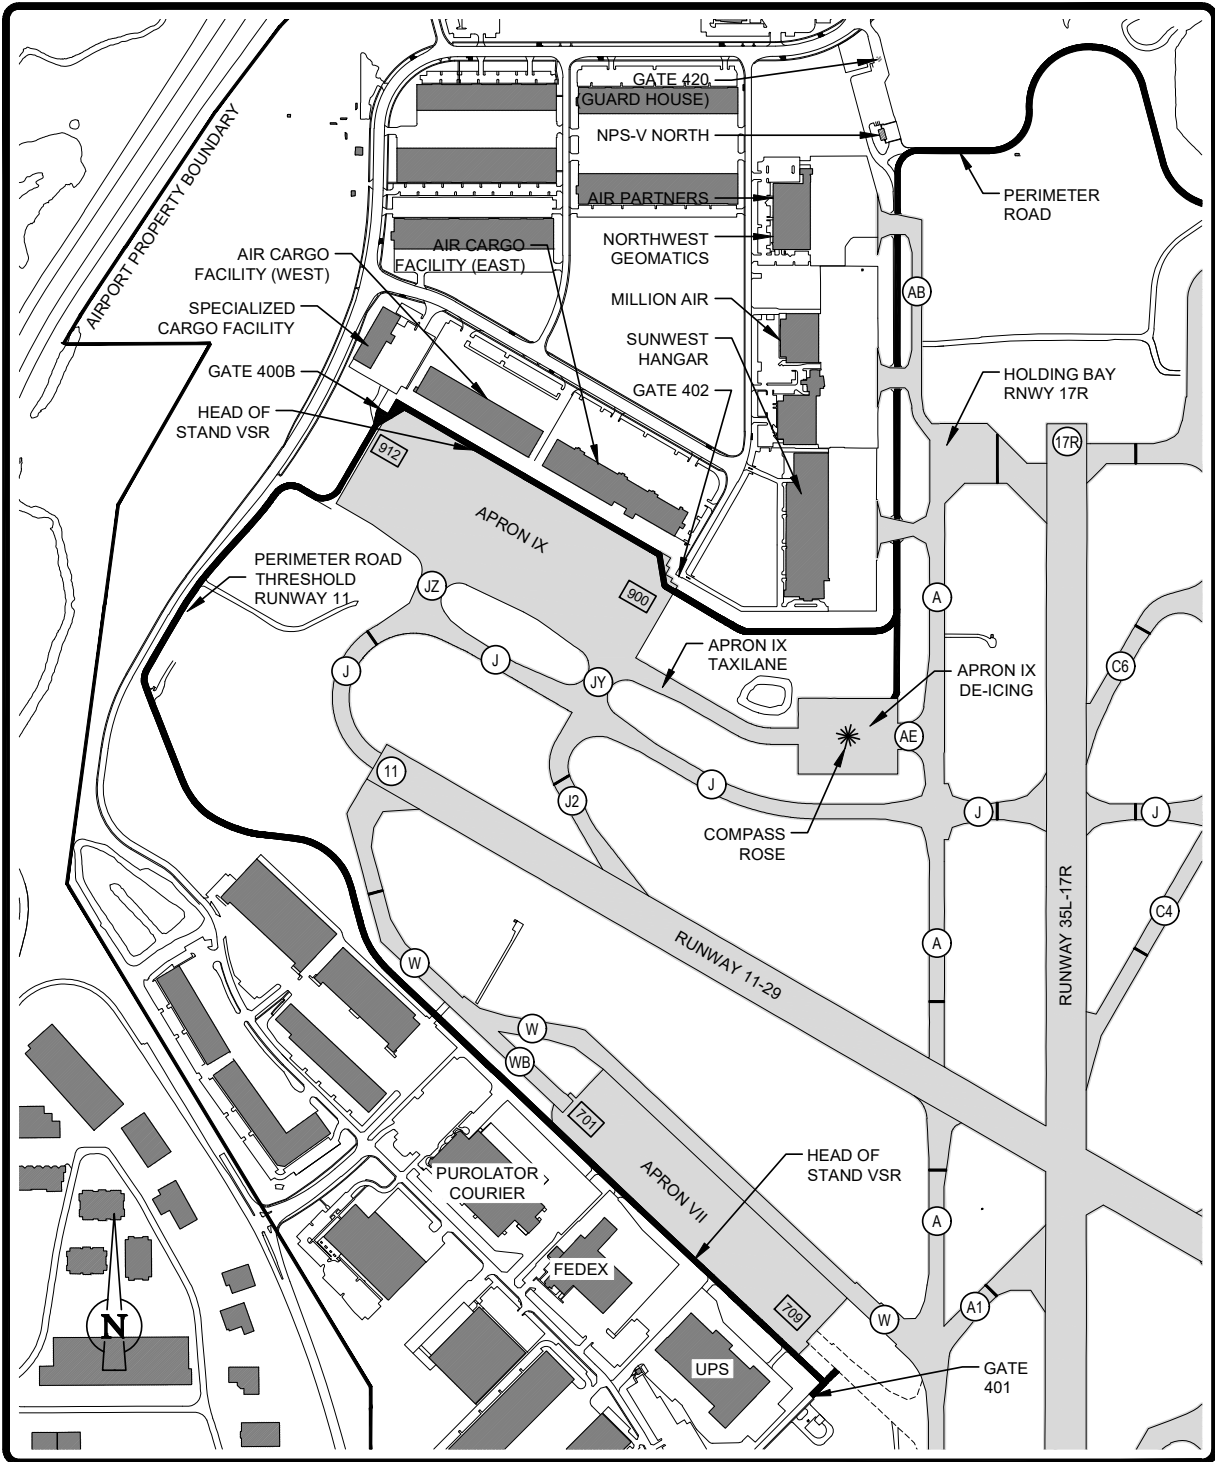 GATE 420
(GUARD HOUSE)
NPS-V NORTH
AIR PARTNERS
PERIMETER
ROAD
AIRPORT PROPERTY BOUNDARY
NORTHWEST
GEOMATICS
AIR CARGO
FACILITY (WEST)
AIR CARGO
FACILITY (EAST)
AB
MILLION AIR
SPECIALIZED
CARGO FACILITY
SUNWEST
HANGAR
GATE 400B
GATE 402
HOLDING BAY
RNWY 17R
HEAD OF
STAND VSR
17R
912
APRON IX
PERIMETER ROAD
THRESHOLD
RUNWAY 11
JZ
900
A
APRON IX
TAXILANE
J
J
JY
C6
APRON IX
DE-ICING
AE
11
J
J2
J
J
COMPASS
ROSE
RUNWAY 35L-17R
C4
A
RUNWAY 11-29
W
W
WB
701
APRON VII
HEAD OF
STAND VSR
PUROLATOR
COURIER
A
FEDEX
709
W
A1
N
UPS
GATE
401